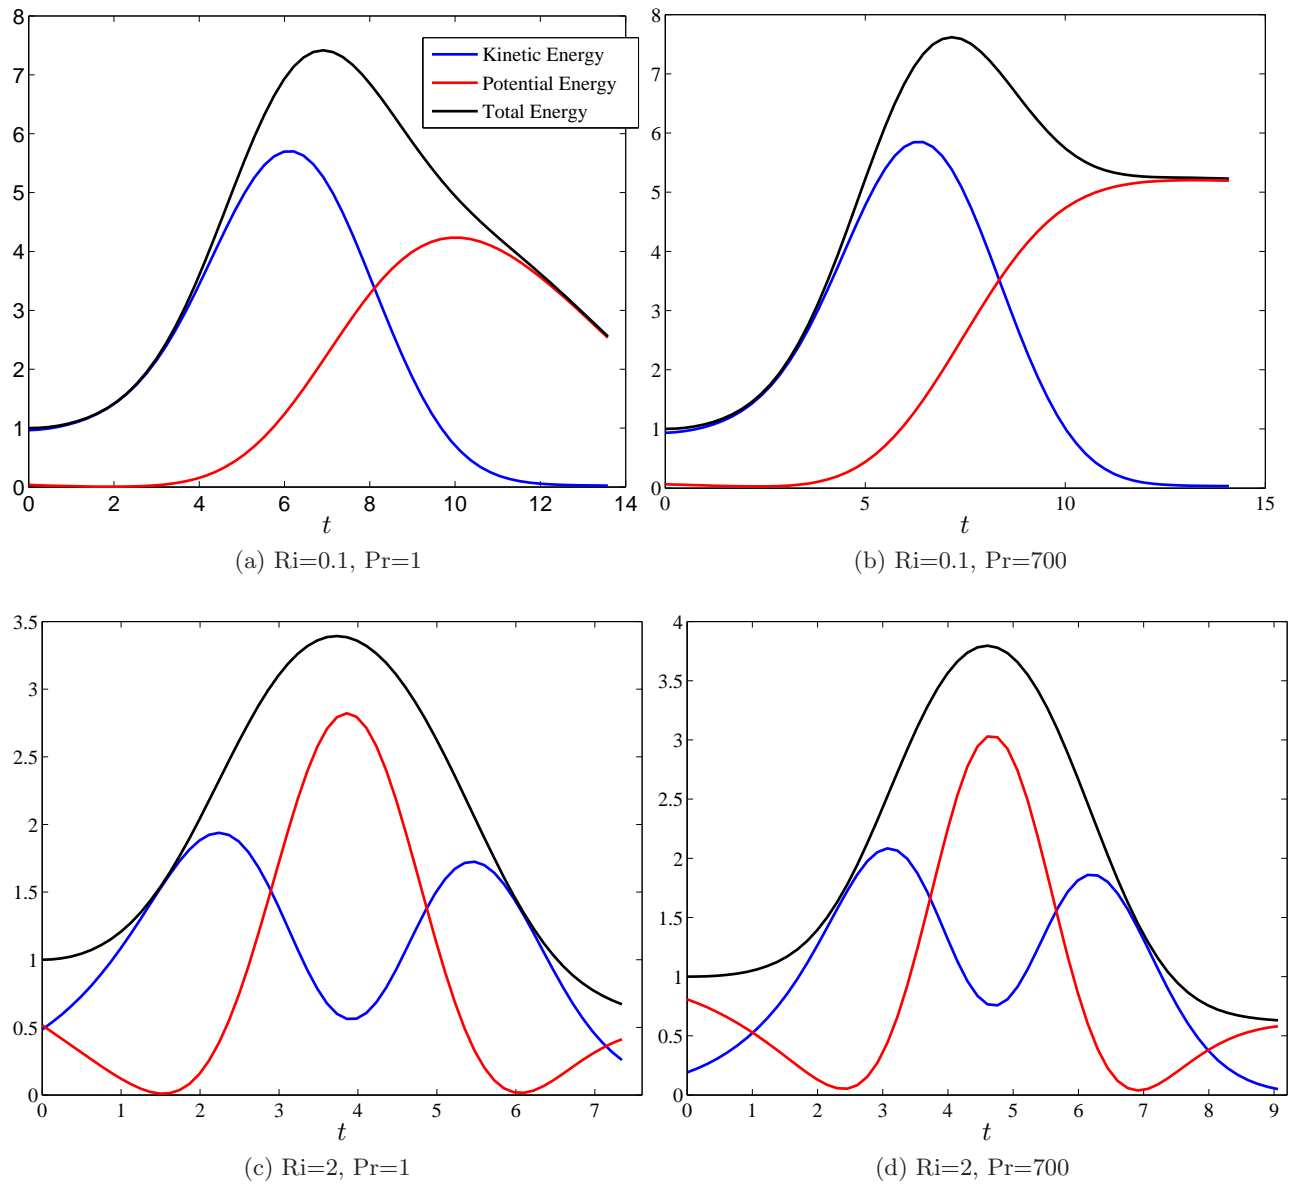 8
7
6
5
4
3
2
1
0
0 2 4 6 8 10 12 14
t
Kinetic Energy
Potential Energy
Total Energy
(a) Ri=0.1, Pr=1
8
7
6
5
4
3
2
1
0
0 5 10 15
t
(b) Ri=0.1, Pr=700
3.5
3
2.5
2
1.5
1
0.5
0
0 1 2 3 4 5 6 7
t
(c) Ri=2, Pr=1
4
3.5
3
2.5
2
1.5
1
0.5
0
0 1 2 3 4 5 6 7 8 9
t
(d) Ri=2, Pr=700